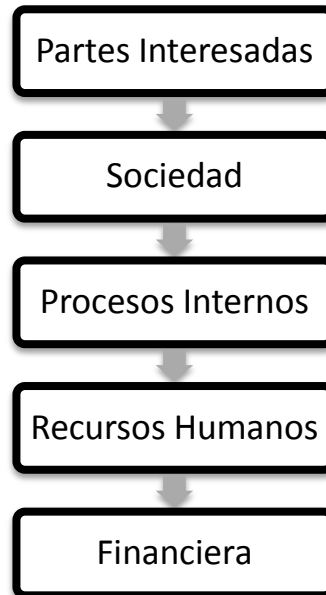 Partes Interesadas
Sociedad
Procesos Internos
Recursos Humanos
Financiera